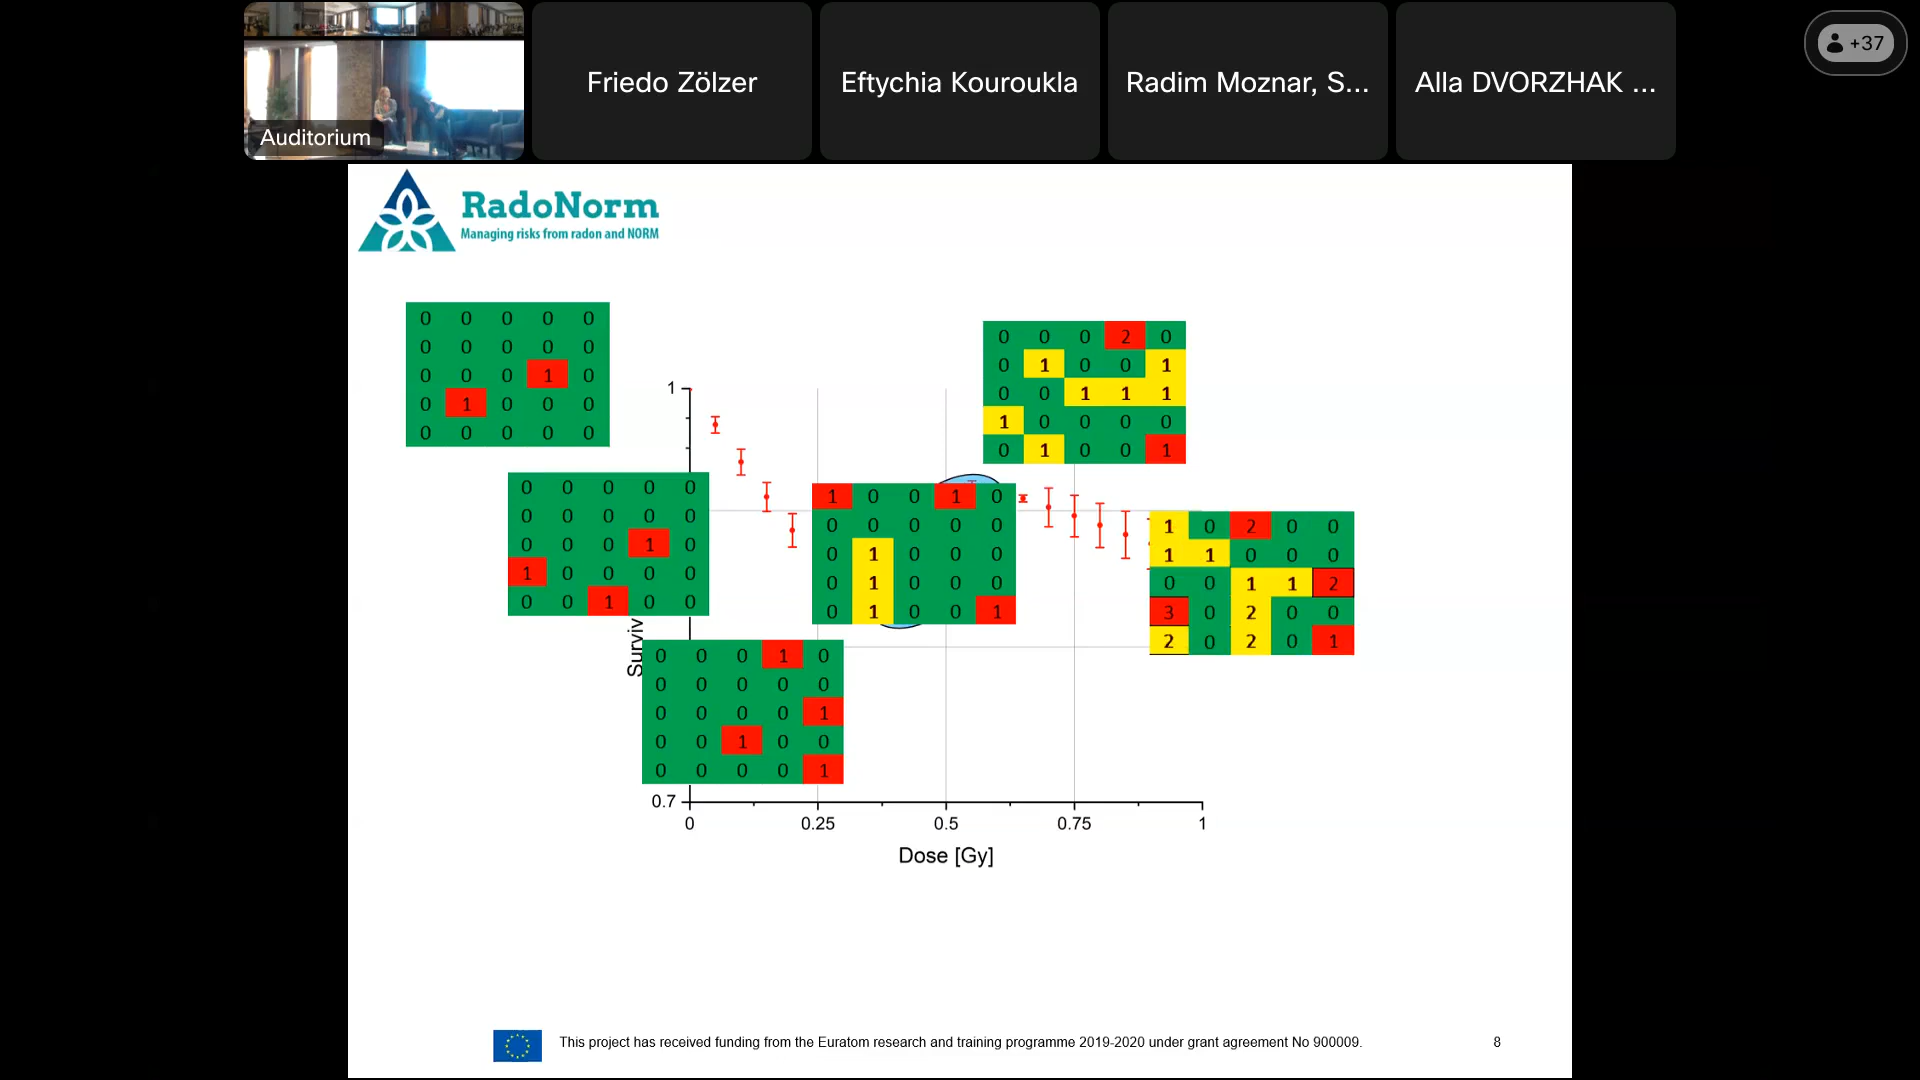 Auditorium
Friedo Zölzer
Eftychia Kouroukla
Radim Moznar, S...
Alla DVORZHAK ...
+37
RadoNorm
Managing risks from radon and NORM
0 0 0 0 0
0 0 0 0 0
0 0 0 1 0
0 1 0 0 0
0 0 0 0 0
0 0 0 2 0
0 1 0 0 1
0 0 1 1 1
1 0 0 0 0
0 1 0 0 1
0 0 0 0 0
0 0 0 0 0
0 0 0 1 0
1 0 0 0 0
0 0 1 0 0
1 0 0 1 0
0 0 0 0 0
0 1 0 0 0
0 1 0 0 0
0 1 0 0 1
1 0 2 0 0
1 1 0 0 0
0 0 1 1 2
3 0 2 0 0
2 0 2 0 1
0 0 0 1 0
0 0 0 0 0
0 0 0 0 1
0 0 1 0 0
0 0 0 0 1
1
Surviv
0.7
0 0.25 0.5 0.75 1
Dose [Gy]
This project has received funding from the Euratom research and training programme 2019-2020 under grant agreement No 900009.
8